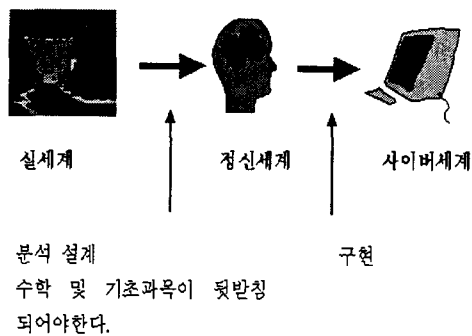 실세계 정신세계 사이버세계
분석 설계 구현
수학 및 기초과목이 뒷받침
되어야한다.